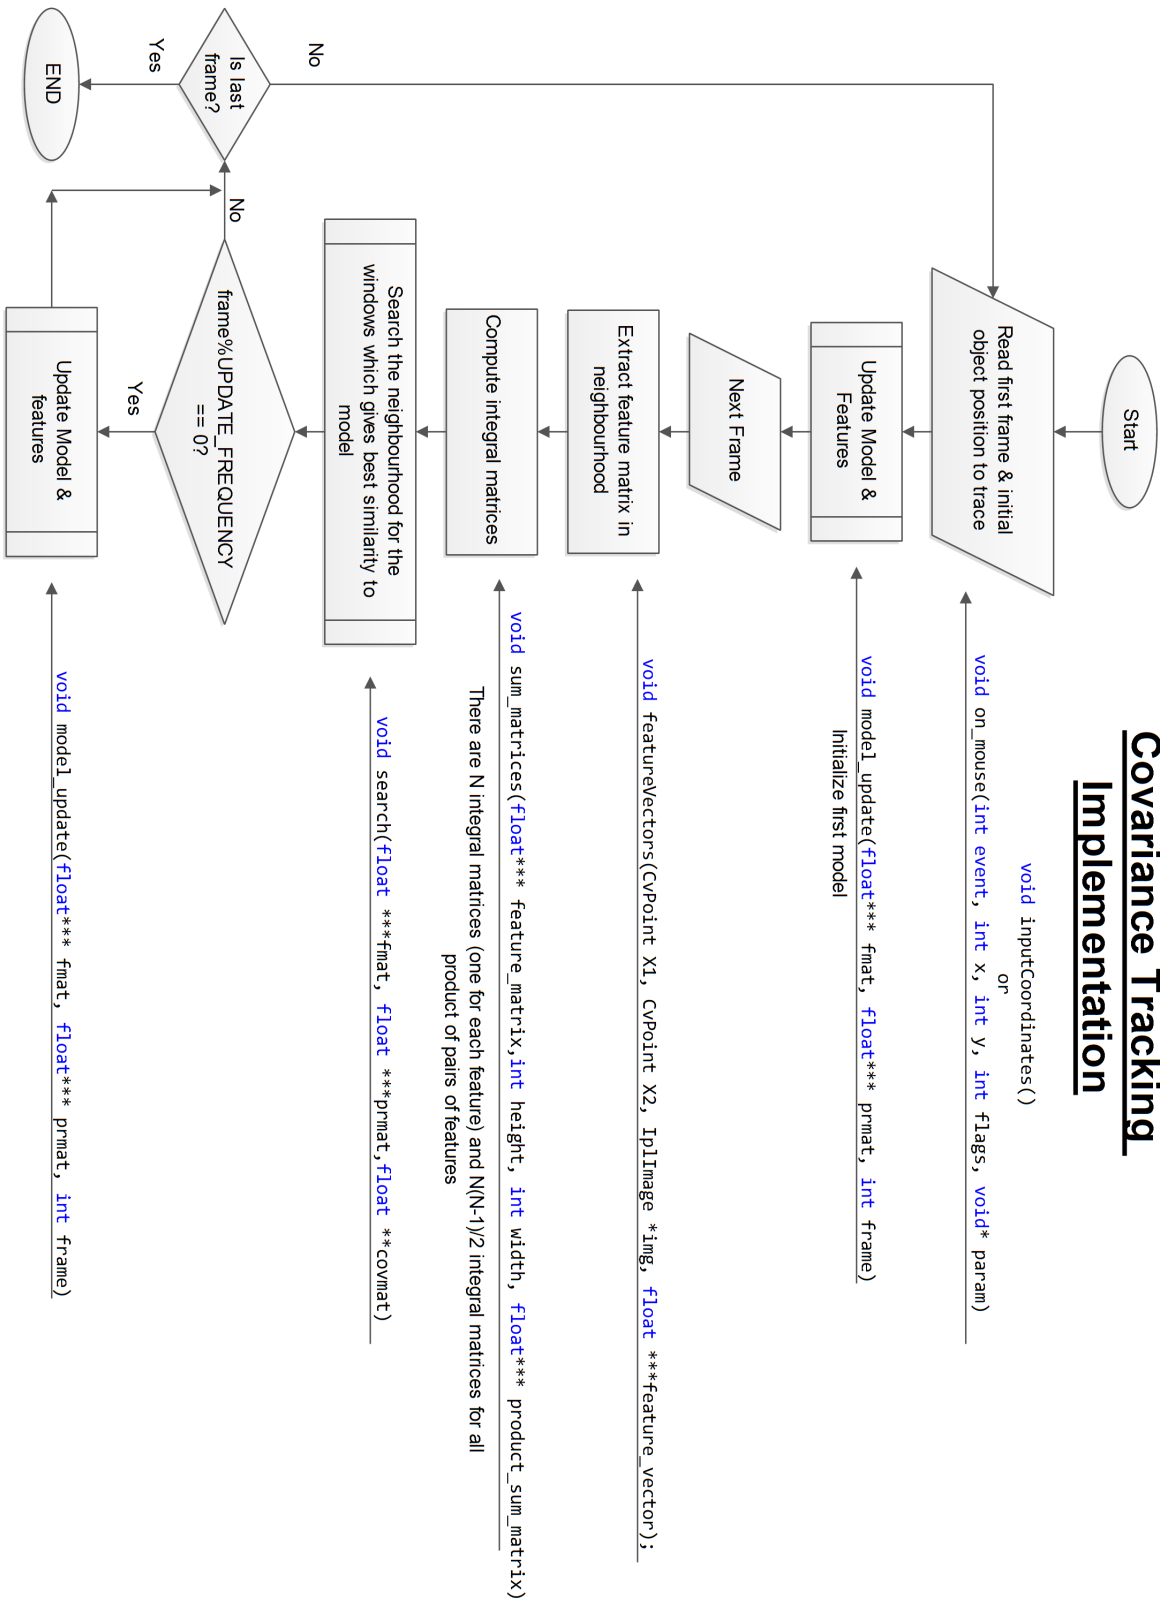 Covariance Tracking
Implementation
Start
Read first frame & initial
object position to trace
void inputCoordinates()
or
void on_mouse(int event, int x, int y, int flags, void* param)
Update Model &
Features
void model_update(float*** fmat, float*** prmat, int frame)
Initialize first model
Next Frame
Extract feature matrix in
neighbourhood
void featureVectors(CvPoint X1, CvPoint X2, IplImage *img, float ***feature_vector);
Compute integral matrices
void sum_matrices(float*** feature_matrix,int height, int width, float*** product_sum_matrix)
There are N integral matrices (one for each feature) and N(N-1)/2 integral matrices for all
product of pairs of features
Search the neighbourhood for the
windows which gives best similarity to
model
void search(float ***fmat, float ***prmat,float **covmat)
frame%UPDATE_FREQUENCY
== 0?
No
Yes
Update Model &
features
void model_update(float*** fmat, float*** prmat, int frame)
Is last
frame?
No
Yes
END